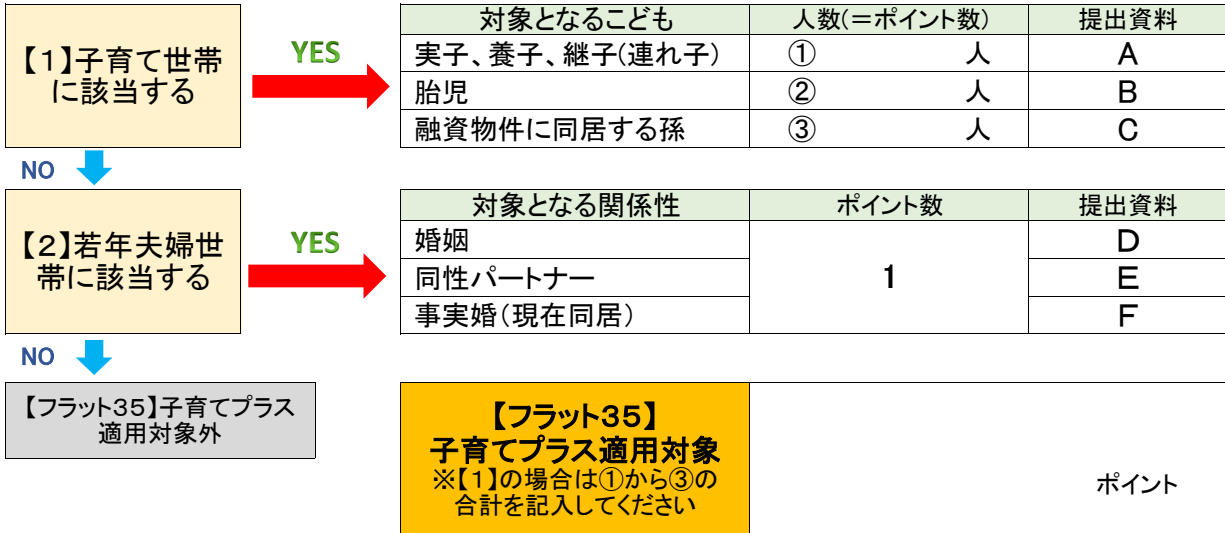 【1】子育て世帯
に該当する
YES
対象となるこども 人数(=ポイント数) 提出資料
実子、養子、継子(連れ子) ① 人 A
胎児 ② 人 B
融資物件に同居する孫 ③ 人 C
NO
【2】若年夫婦世
帯に該当する
YES
対象となる関係性 ポイント数 提出資料
婚姻 D
同性パートナー 1 E
事実婚(現在同居) F
NO
【フラット35】子育てプラス
適用対象外
【フラット35】
子育てプラス適用対象
※【1】の場合は①から③の
合計を記入してください
ポイント